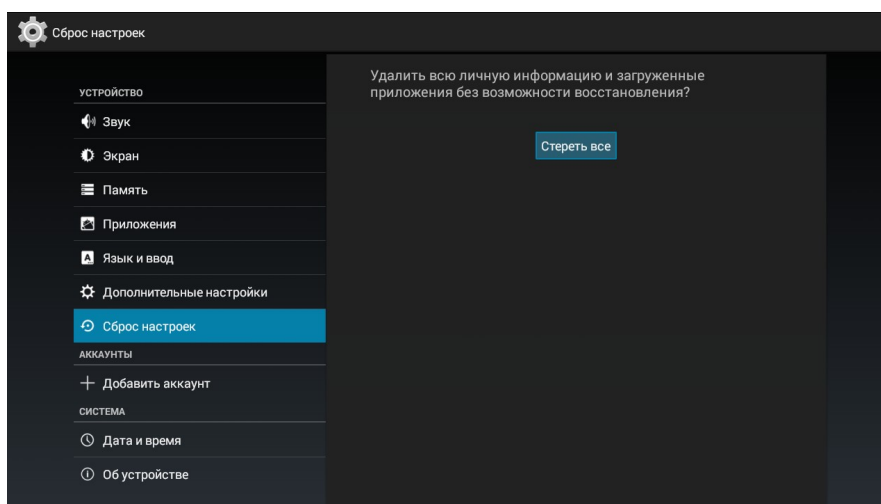 Сброс настроек
Удалить всю личную информацию и загруженные
приложения без возможности восстановления?
Стереть все
УСТРОЙСТВО
Звук
Экран
Память
Приложения
Язык и ввод
Дополнительные настройки
Сброс настроек
АККАУНТЫ
Добавить аккаунт
СИСТЕМА
Дата и время
Об устройстве